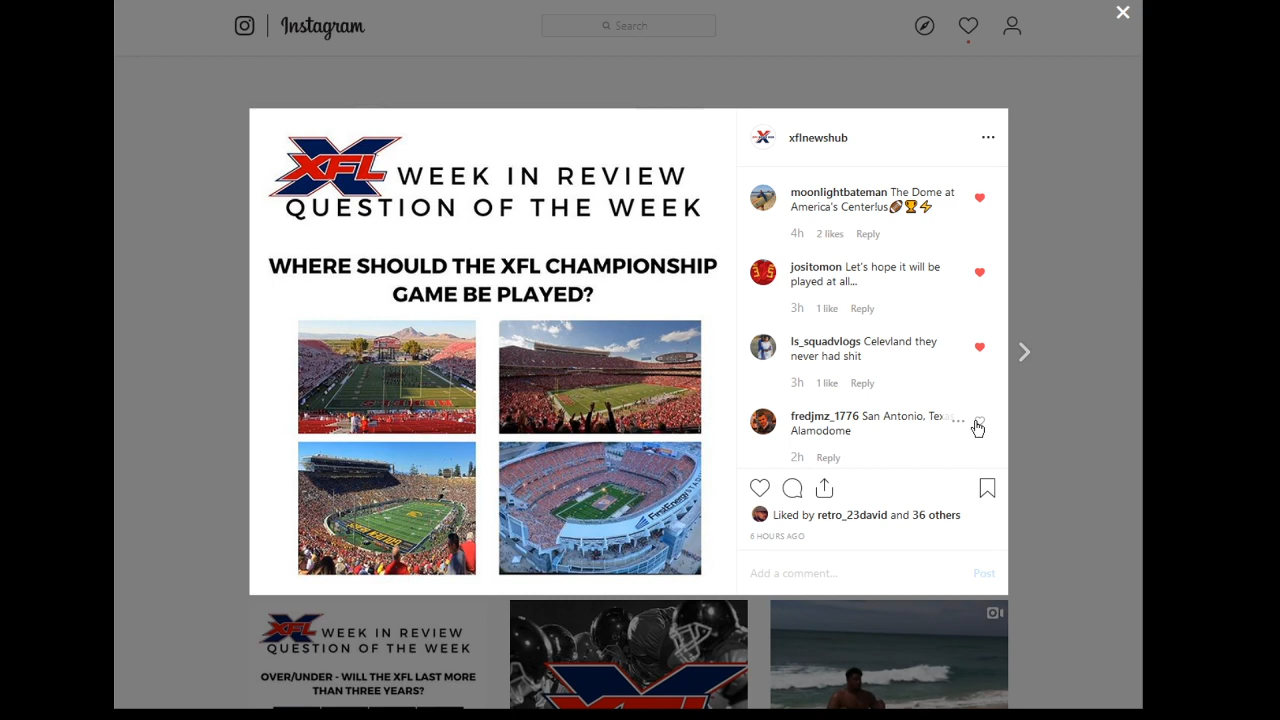 Instagram
Search
XFL
WEEK IN REVIEW
QUESTION OF THE WEEK
WHERE SHOULD THE XFL CHAMPIONSHIP
GAME BE PLAYED?
FirstEnergy
xflnewshub
moonlightbateman The Dome at
America's Center!us🏈🏆⚡
4h 2 likes Reply
jositomon Let's hope it will be
played at all...
3h 1 like Reply
ls_squadvlogs Celevland they
never had shit
3h 1 like Reply
fredjmz_1776 San Antonio, Texas
Alamodome
2h Reply
Liked by retro_23david and 36 others
6 HOURS AGO
Add a comment...
Post
XFL
WEEK IN REVIEW
QUESTION OF THE WEEK
OVER/UNDER - WILL THE XFL LAST MORE
THAN THREE YEARS?